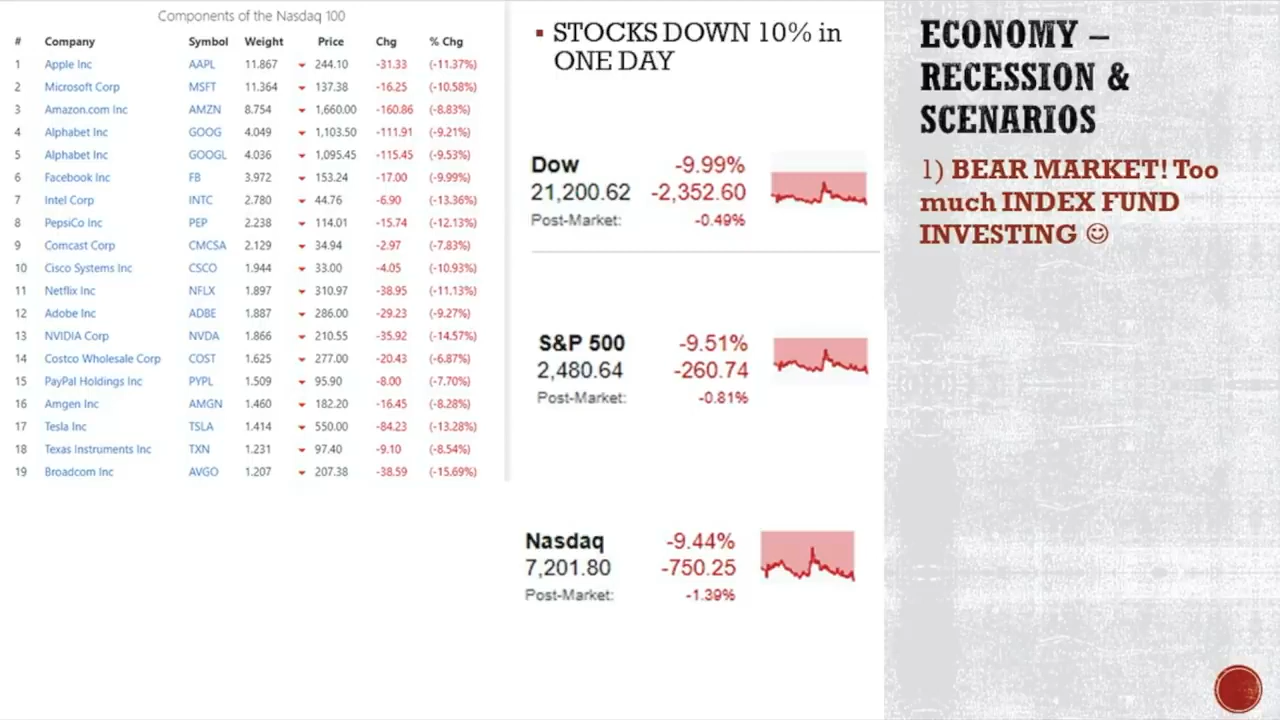 Components of the Nasdaq 100
# Company Symbol Weight Price Chg % Chg
1 Apple Inc AAPL 11.867 244.10 -31.33 (-11.37%)
2 Microsoft Corp MSFT 11.364 137.38 -16.25 (-10.58%)
3 Amazon.com Inc AMZN 8.754 1,660.00 -160.86 (-8.83%)
4 Alphabet Inc GOOG 4.049 1,103.50 -111.91 (-9.21%)
5 Alphabet Inc GOOGL 4.036 1,095.45 -115.45 (-9.53%)
6 Facebook Inc FB 3.972 153.24 -17.00 (-9.99%)
7 Intel Corp INTC 2.780 44.76 -6.90 (-13.36%)
8 PepsiCo Inc PEP 2.238 114.01 -15.74 (-12.13%)
9 Comcast Corp CMCSA 2.129 34.94 -2.97 (-7.83%)
10 Cisco Systems Inc CSCO 1.944 33.00 -4.05 (-10.93%)
11 Netflix Inc NFLX 1.897 310.97 -38.95 (-11.13%)
12 Adobe Inc ADBE 1.887 286.00 -29.23 (-9.27%)
13 NVIDIA Corp NVDA 1.866 210.55 -35.92 (-14.57%)
14 Costco Wholesale Corp COST 1.625 277.00 -20.43 (-6.87%)
15 PayPal Holdings Inc PYPL 1.509 95.90 -8.00 (-7.70%)
16 Amgen Inc AMGN 1.460 182.20 -16.45 (-8.28%)
17 Tesla Inc TSLA 1.414 550.00 -84.23 (-13.28%)
18 Texas Instruments Inc TXN 1.231 97.40 -9.10 (-8.54%)
19 Broadcom Inc AVGO 1.207 207.38 -38.59 (-15.69%)
STOCKS DOWN 10% in
ONE DAY
Dow -9.99%
21,200.62 -2,352.60
Post-Market: -0.49%
S&P 500 -9.51%
2,480.64 -260.74
Post-Market: -0.81%
Nasdaq -9.44%
7,201.80 -750.25
Post-Market: -1.39%
ECONOMY –
RECESSION &
SCENARIOS
1) BEAR MARKET! Too
much INDEX FUND
INVESTING ☺